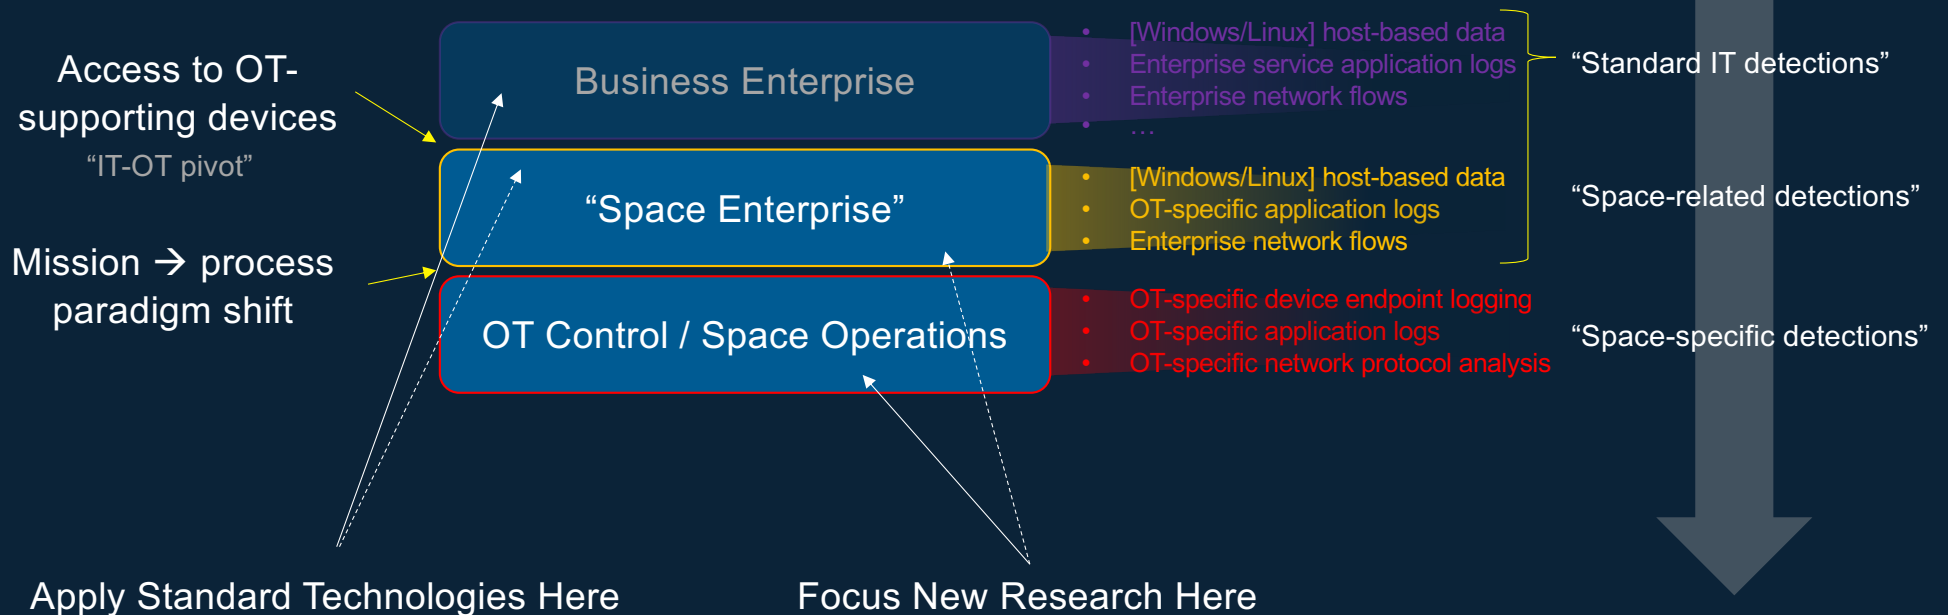 Access to OT-
supporting devices
“IT-OT pivot”
Mission → process
paradigm shift
Business Enterprise
• [Windows/Linux] host-based data
• Enterprise service application logs
• Enterprise network flows
• …
“Standard IT detections”
“Space Enterprise”
• [Windows/Linux] host-based data
• OT-specific application logs
• Enterprise network flows
“Space-related detections”
OT Control / Space Operations
• OT-specific device endpoint logging
• OT-specific application logs
• OT-specific network protocol analysis
“Space-specific detections”
Apply Standard Technologies Here
Focus New Research Here